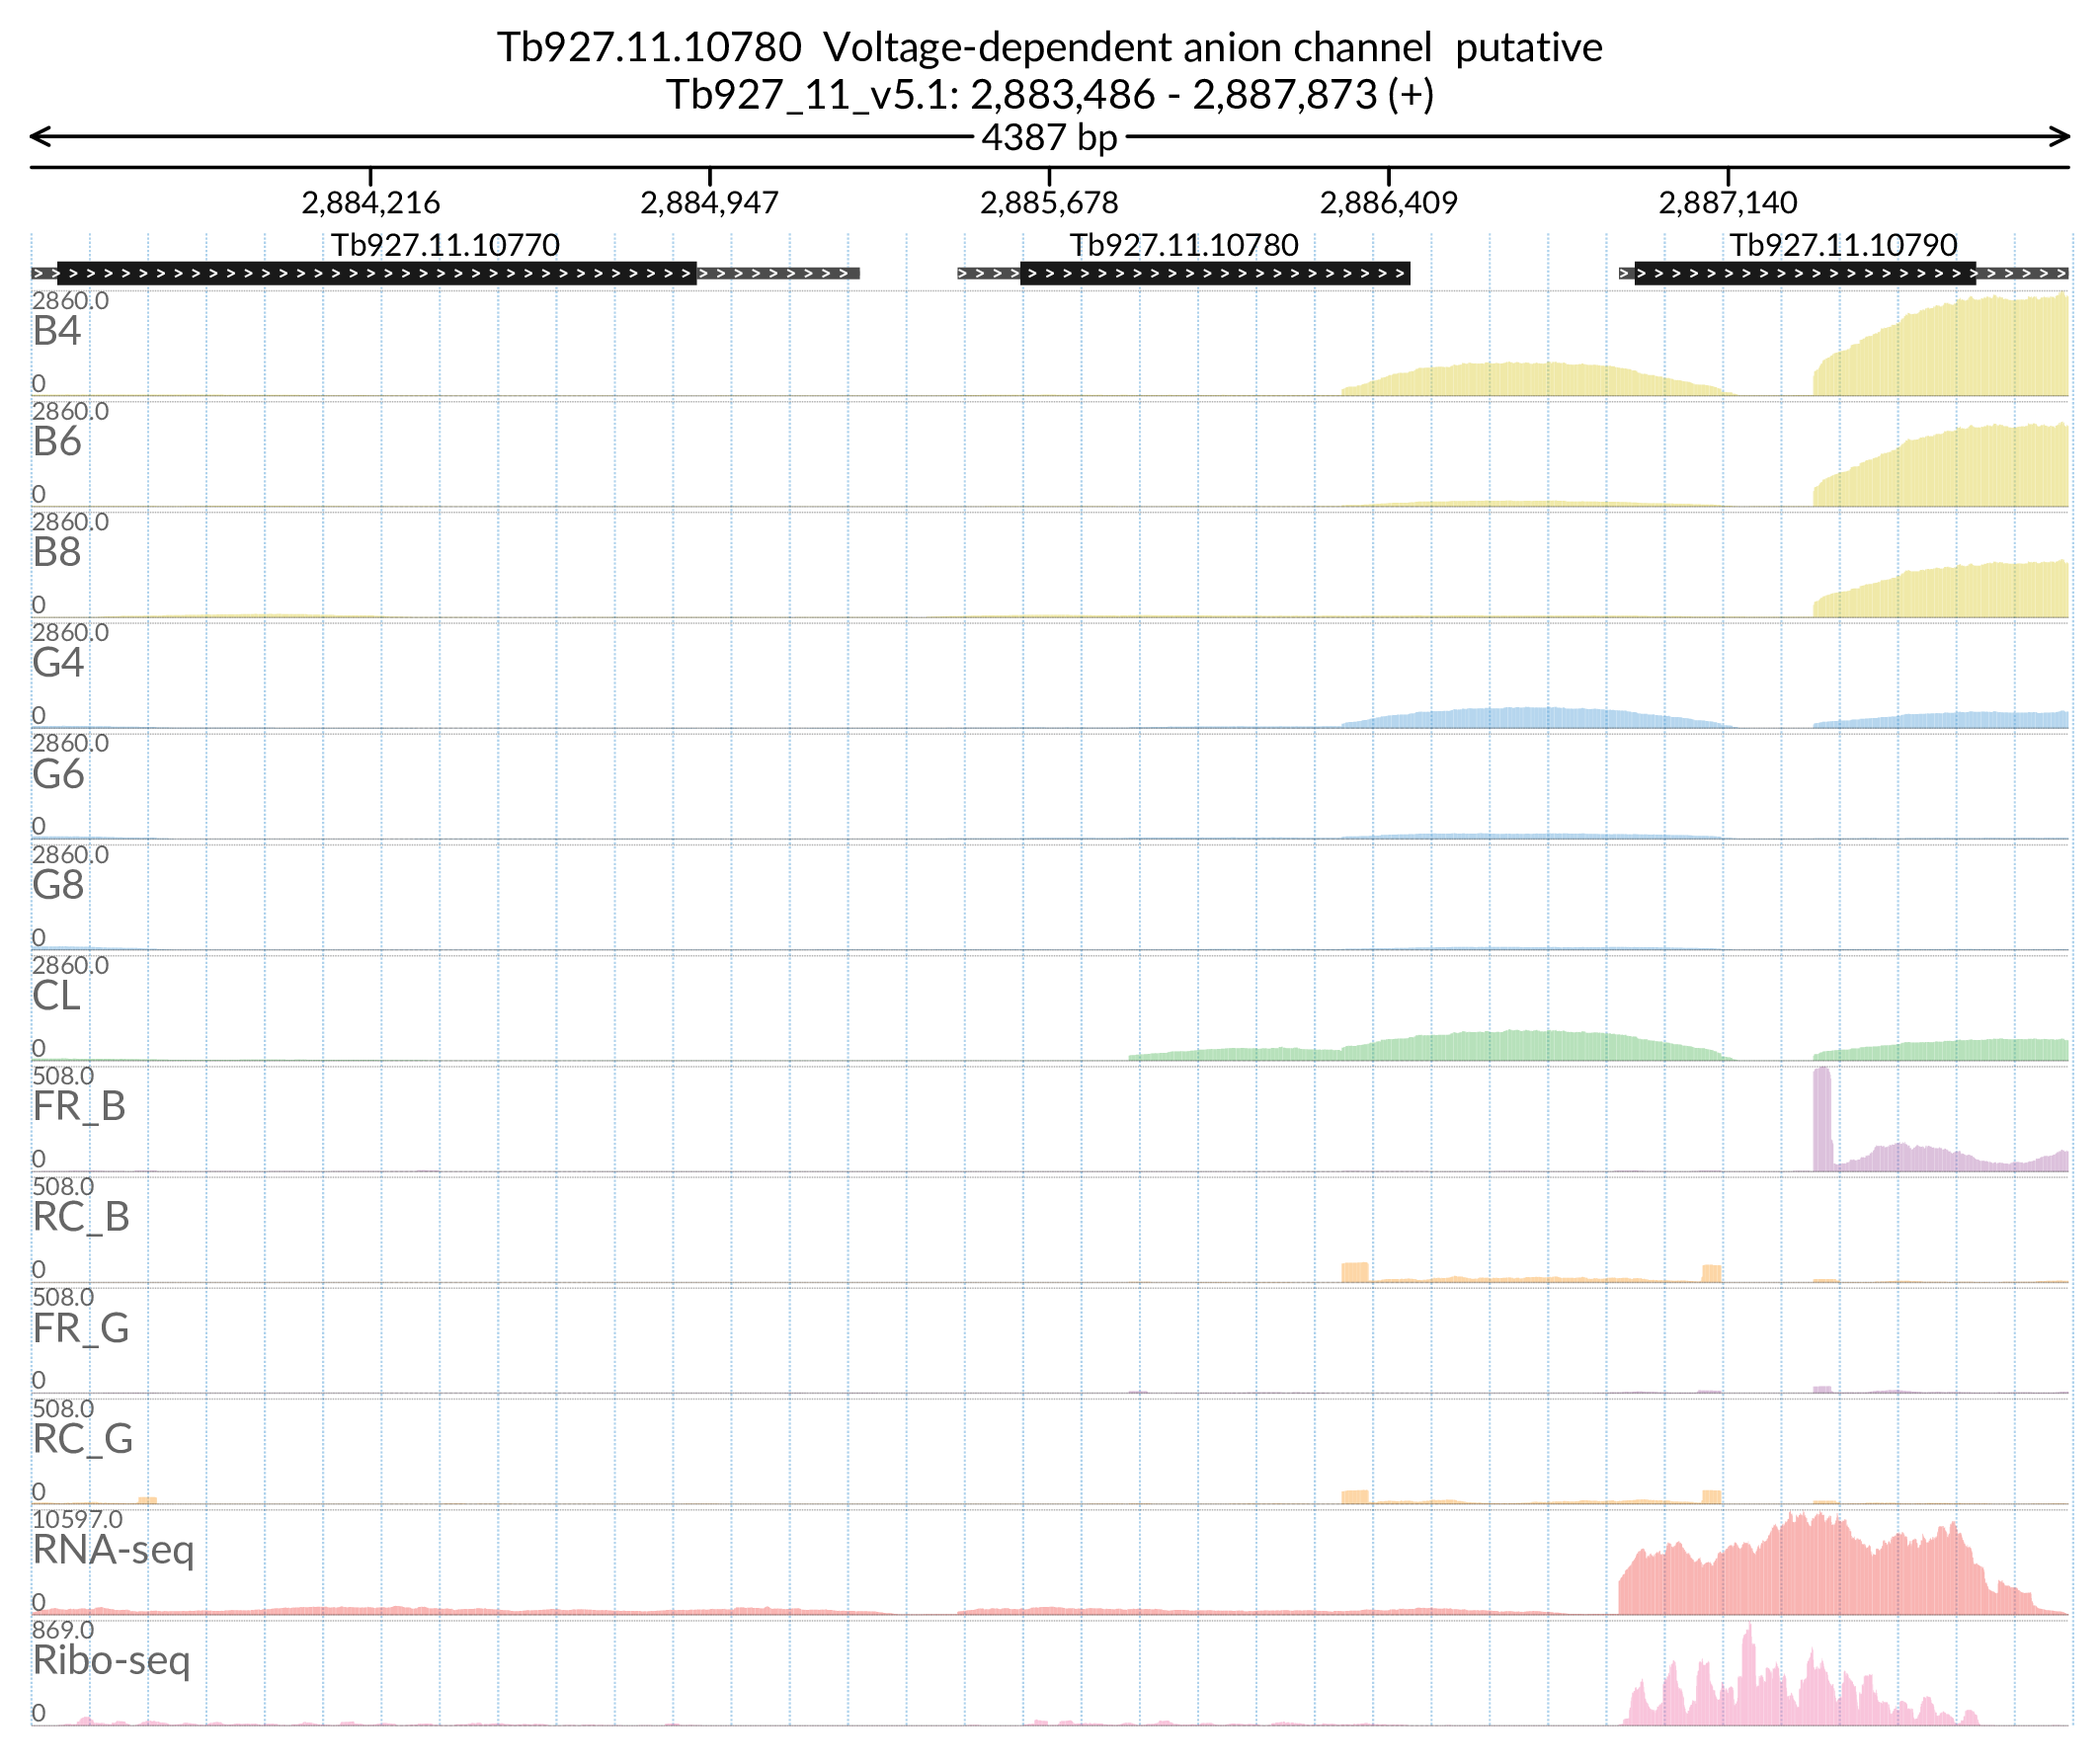 Tb927.11.10780 Voltage-dependent anion channel putative
Tb927_11_v5.1: 2,883,486 - 2,887,873 (+)
4387 bp
2,884,216 2,884,947 2,885,678 2,886,409 2,887,140
Tb927.11.10770 Tb927.11.10780 Tb927.11.10790
2860.0
B4
0
2860.0
B6
0
2860.0
B8
0
2860.0
G4
0
2860.0
G6
0
2860.0
G8
0
2860.0
CL
0
508.0
FR_B
0
508.0
RC_B
0
508.0
FR_G
0
508.0
RC_G
0
10597.0
RNA-seq
0
869.0
Ribo-seq
0